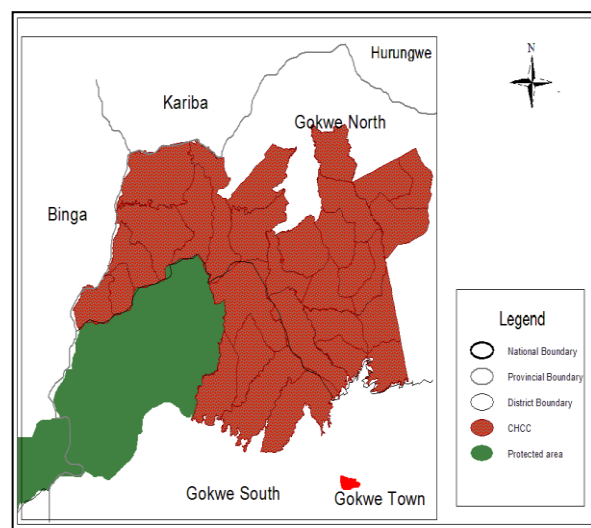 Hurungwe
N
Kariba
Gokwe North
Binga
Legend
National Boundary
Provincial Boundary
District Boundary
CHCC
Protected area
Gokwe South
Gokwe Town